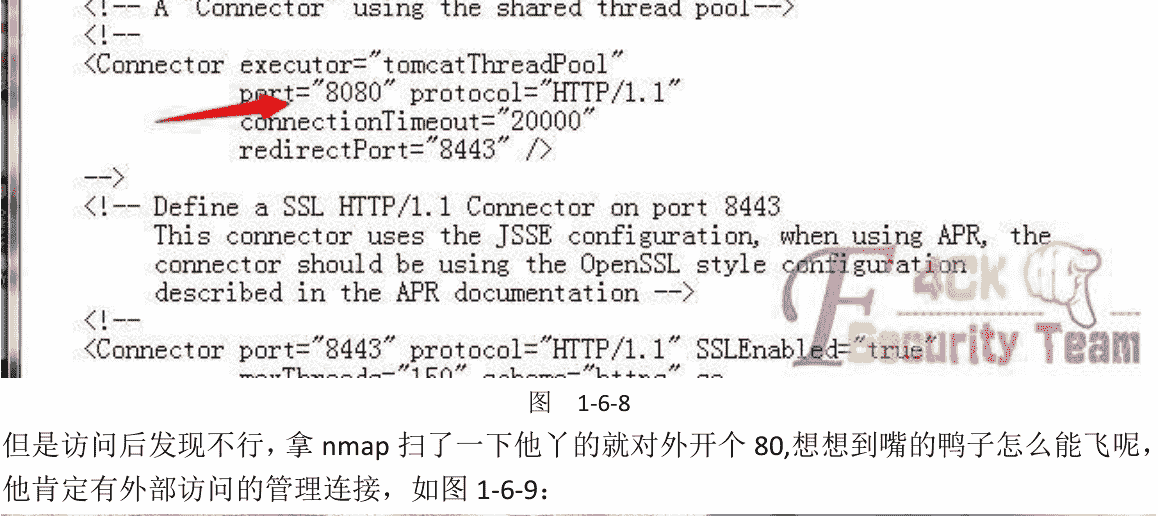 <!-- A "Connector" using the shared thread pool-->
<!--
<Connector executor="tomcatThreadPool"
port="8080" protocol="HTTP/1.1"
connectionTimeout="20000"
redirectPort="8443" />
-->
<!-- Define a SSL HTTP/1.1 Connector on port 8443
This connector uses the JSSE configuration, when using APR, the
connector should be using the OpenSSL style configuration
described in the APR documentation -->
<!--
<Connector port="8443" protocol="HTTP/1.1" SSLEnabled="true"
maxThreads="150" scheme="https" se
F4CK
Security Team
图 1-6-8
但是访问后发现不行，拿 nmap 扫了一下他丫的就对外开个 80,想想到嘴的鸭子怎么能飞呢，
他肯定有外部访问的管理连接，如图 1-6-9：